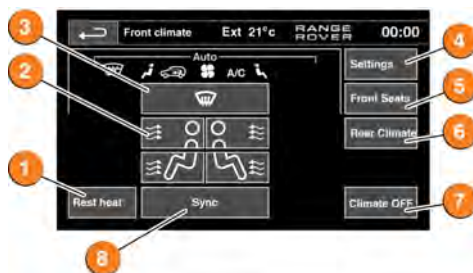 3
Front climate Ext 21°c RANGE ROVER 00:00
4
Auto
Settings
A/C
5
2
Front Seats
6
Rear Climate
1
7
Rest heat
Sync
Climate OFF
8